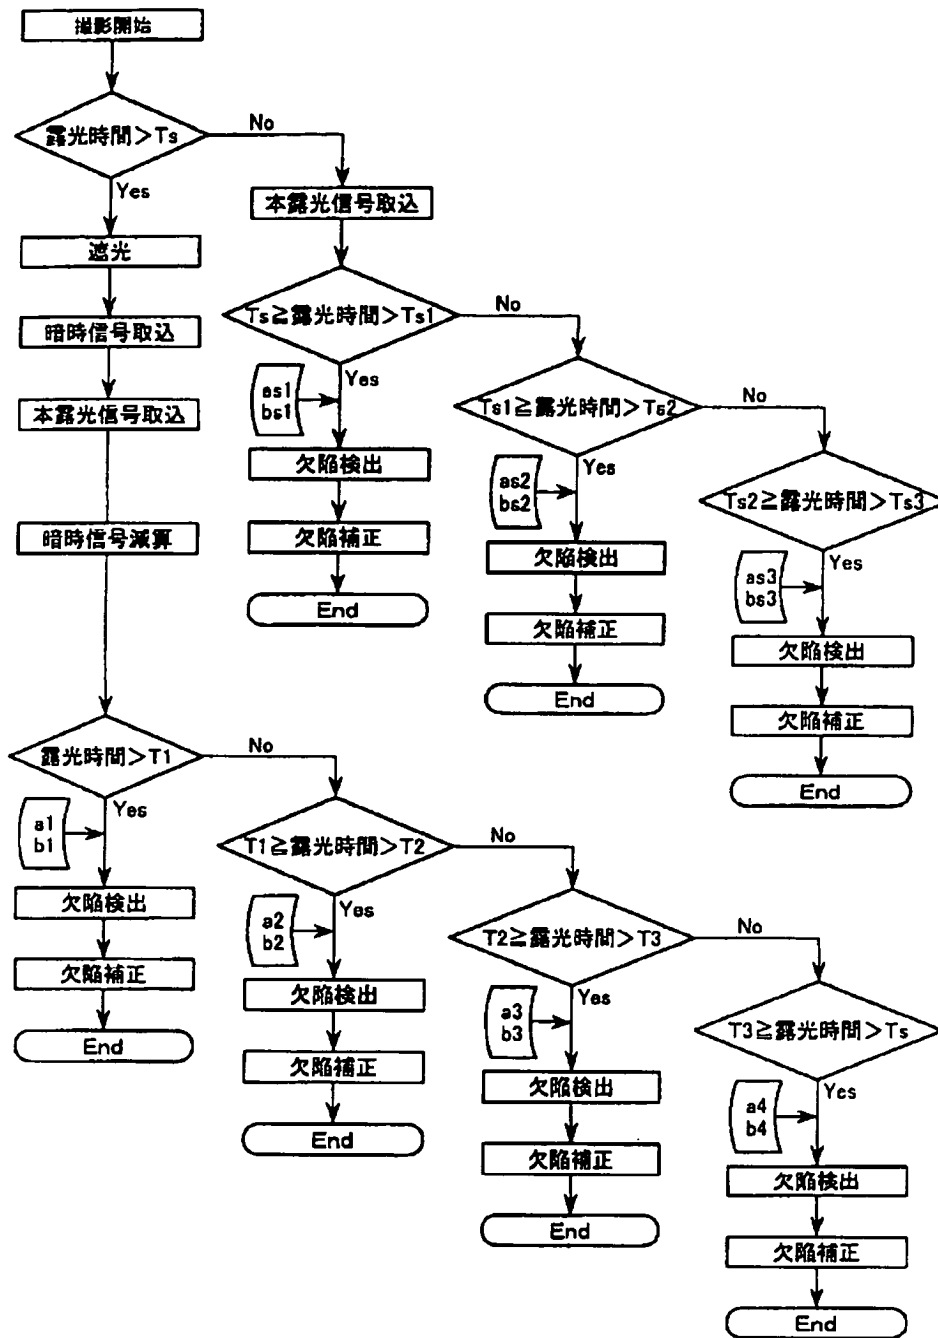 撮影開始
露光時間＞Ts
No
Yes
遮光
暗時信号取込
本露光信号取込
暗時信号減算
本露光信号取込
Ts≧露光時間＞Ts1
No
Yes
as1
bs1
欠陥検出
欠陥補正
End
Ts1≧露光時間＞Ts2
No
Yes
as2
bs2
欠陥検出
欠陥補正
End
Ts2≧露光時間＞Ts3
Yes
as3
bs3
欠陥検出
欠陥補正
End
露光時間＞T1
No
Yes
a1
b1
欠陥検出
欠陥補正
End
T1≧露光時間＞T2
No
Yes
a2
b2
欠陥検出
欠陥補正
End
T2≧露光時間＞T3
No
Yes
a3
b3
欠陥検出
欠陥補正
End
T3≧露光時間＞Ts
Yes
a4
b4
欠陥検出
欠陥補正
End